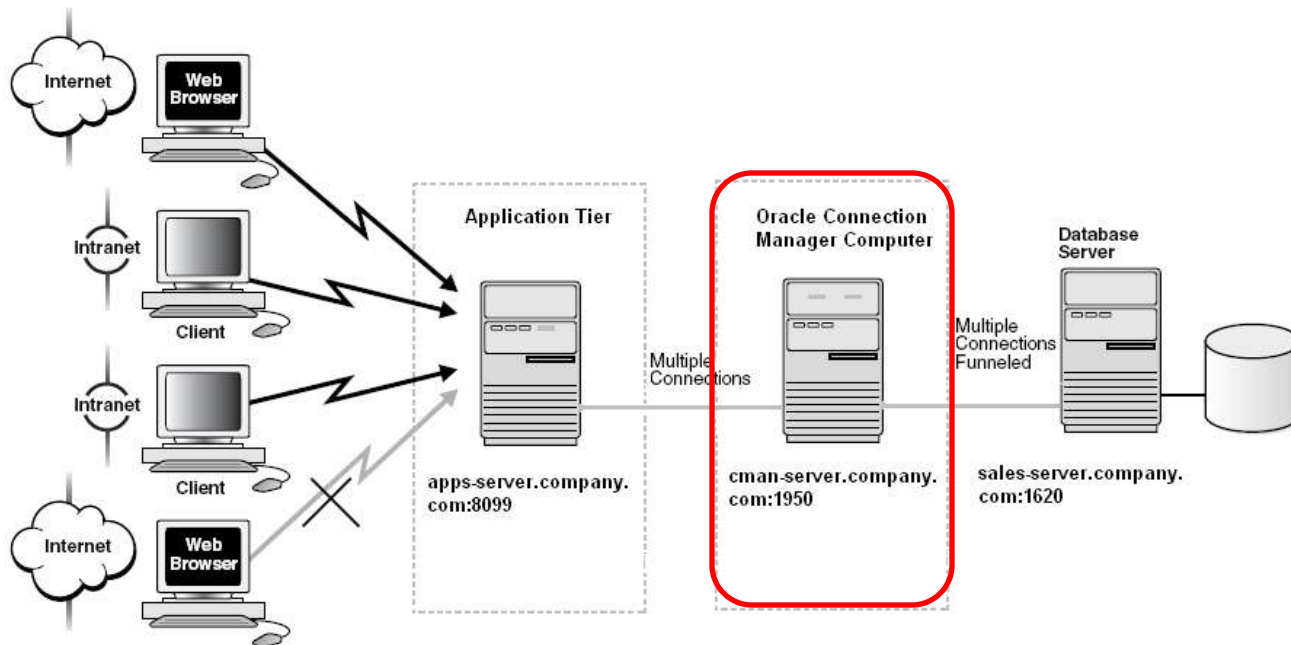 Internet
Web
Browser
Intranet
Client
Intranet
Client
Internet
Web
Browser
Application Tier
apps-server.company.
com:8099
Multiple
Connections
Oracle Connection
Manager Computer
cman-server.company.
com:1950
Multiple
Connections
Funneled
Database
Server
sales-server.company.
com:1620